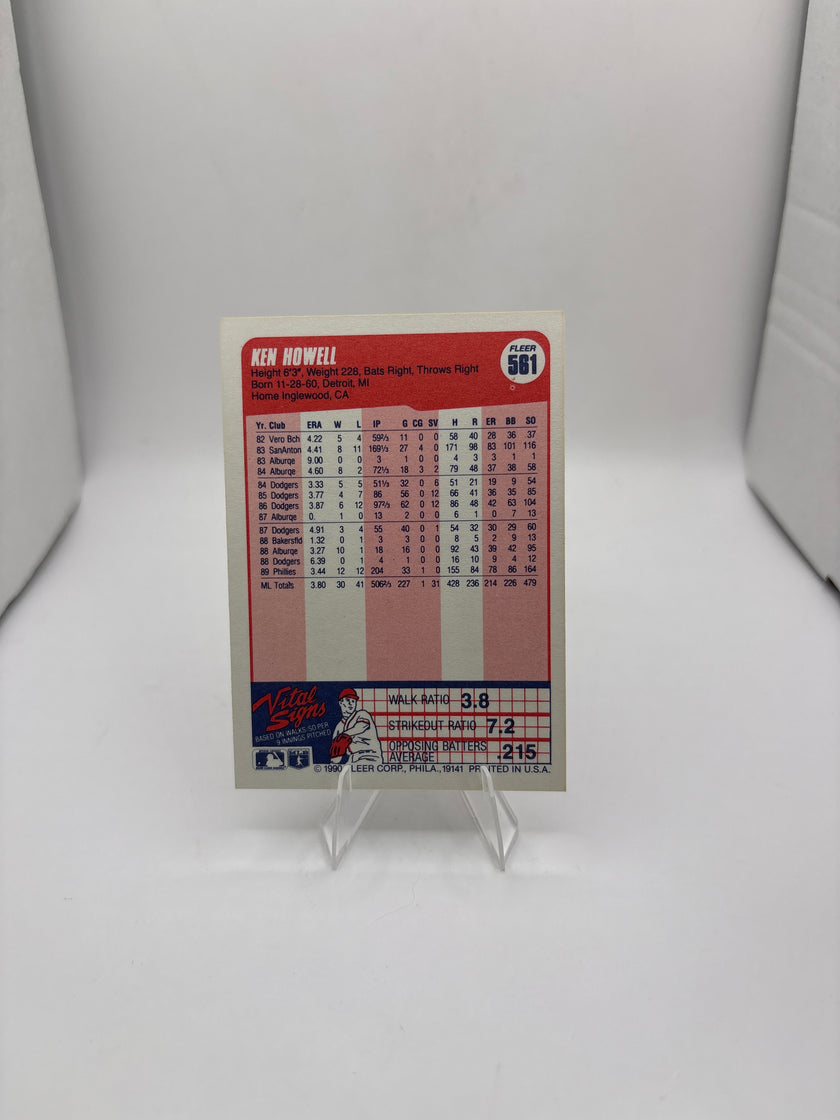 KEN HOWELL
FLEER 561
Height 6'3", Weight 228, Bats Right, Throws Right
Born 11-28-60, Detroit, MI
Home Inglewood, CA
Yr. Club ERA W L IP G CG SV H R ER BB SO
82 Vero Bch 4.22 5 4 59⅔ 11 0 0 58 40 28 36 37
83 SanAnton 4.41 8 11 169⅓ 27 4 0 171 98 83 101 116
83 Alburqe 9.00 0 0 3 1 0 0 4 3 3 1 1
84 Alburqe 4.60 8 2 72⅓ 18 3 2 79 48 37 38 58
84 Dodgers 3.33 5 5 51⅓ 32 0 6 51 21 19 9 54
85 Dodgers 3.77 4 7 86 56 0 12 66 41 36 35 85
86 Dodgers 3.87 6 12 97⅔ 62 0 12 86 48 42 63 104
87 Alburqe 0. 1 0 13 2 0 0 6 1 0 7 13
87 Dodgers 4.91 3 4 55 40 0 1 54 32 30 29 60
88 Bakersfld 1.32 0 1 3 3 0 0 8 5 2 9 13
88 Alburqe 3.27 10 1 18 16 0 0 92 43 39 42 95
88 Dodgers 6.39 0 1 4 1 0 0 16 10 9 4 12
89 Phillies 3.44 12 12 204 33 1 0 155 84 78 86 164
ML Totals 3.80 30 41 506⅔ 227 1 31 428 236 214 226 479
Vital Signs
BASED ON WALKS/SO PER
9 INNINGS PITCHED
WALK RATIO 3.8
STRIKEOUT RATIO 7.2
OPPOSING BATTERS
AVERAGE .215
© 1990 LEER CORP., PHILA., 19141 PRINTED IN U.S.A.